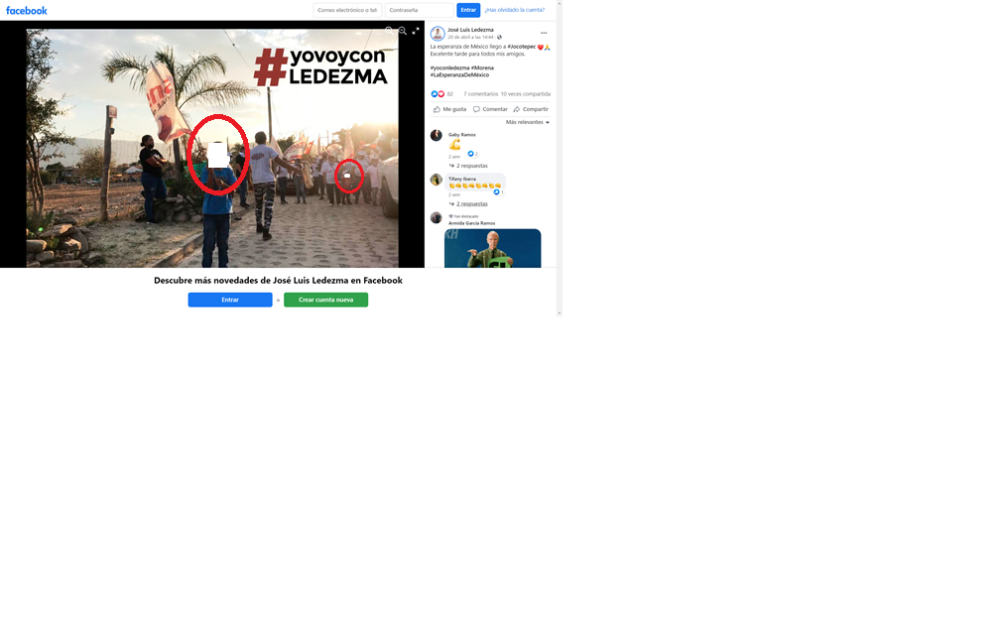 facebook
Correo electrónico o tel
Contraseña
Entrar
¿Has olvidado la cuenta?
#yovoycon
LEDEZMA
José Luis Ledezma
20 de abril a las 14:44
La esperanza de México llego a #Jocotepec ❤️🙏
Excelente tarde para todos mis amigos.
#yoconledezma #Morena
#LaEsperanzaDeMéxico
82
7 comentarios 10 veces compartida
Me gusta
Comentar
Compartir
Más relevantes
Gaby Ramos
2 sem
2
2 respuestas
Tifany Ibarra
2 sem
1
2 respuestas
Fan destacado
Armida García Ramos
Descubre más novedades de José Luis Ledezma en Facebook
Entrar
o
Crear cuenta nueva